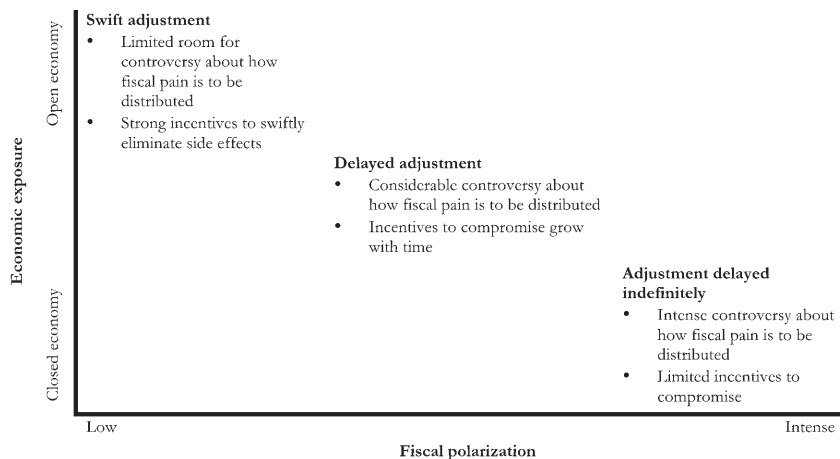 Swift adjustment
• Limited room for
controversy about how
fiscal pain is to be
distributed
• Strong incentives to swiftly
eliminate side effects
Delayed adjustment
• Considerable controversy about
how fiscal pain is to be distributed
• Incentives to compromise grow
with time
Adjustment delayed
indefinitely
• Intense controversy about
how fiscal pain is to be
distributed
• Limited incentives to
compromise
Open economy
Economic exposure
Closed economy
Low
Intense
Fiscal polarization